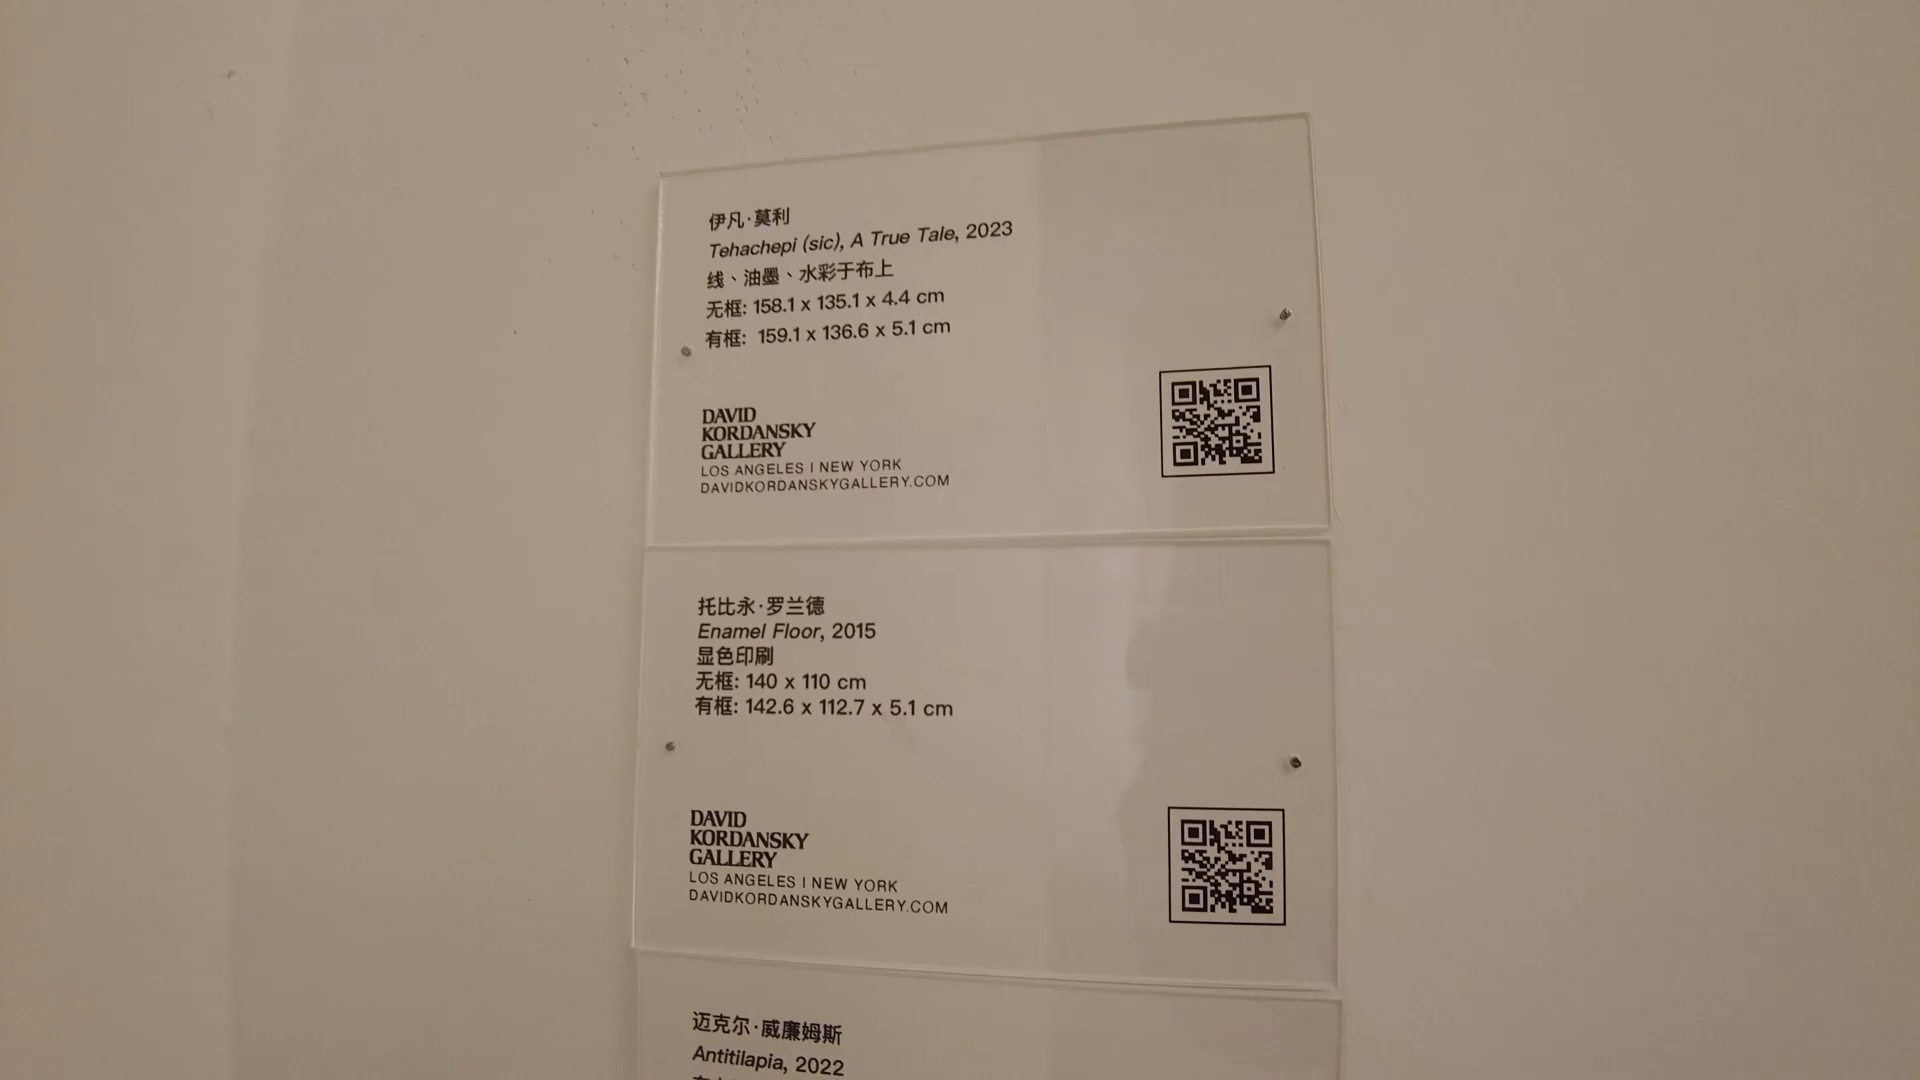 伊凡·莫利
Tehachepi (sic), A True Tale, 2023
线、油墨、水彩于布上
无框: 158.1 x 135.1 x 4.4 cm
有框: 159.1 x 136.6 x 5.1 cm
DAVID
KORDANSKY
GALLERY
LOS ANGELES | NEW YORK
DAVIDKORDANSKYGALLERY.COM
托比永·罗兰德
Enamel Floor, 2015
显色印刷
无框: 140 x 110 cm
有框: 142.6 x 112.7 x 5.1 cm
DAVID
KORDANSKY
GALLERY
LOS ANGELES | NEW YORK
DAVIDKORDANSKYGALLERY.COM
迈克尔·威廉姆斯
Antitilapia, 2022